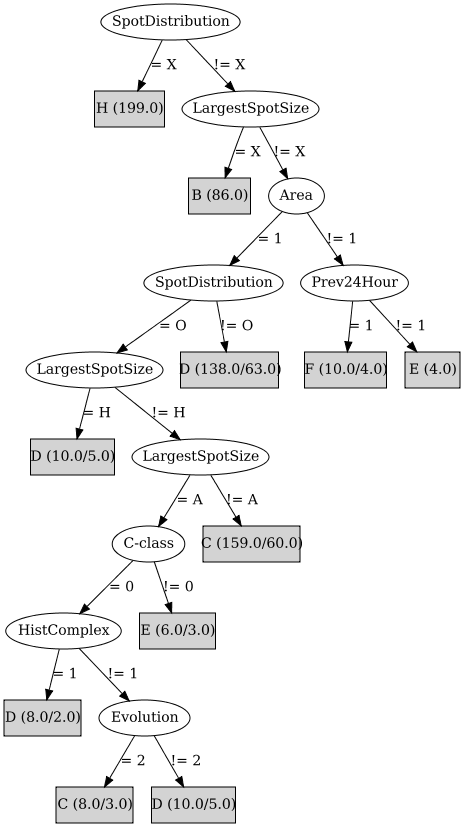 SpotDistribution
= X
!= X
H (199.0)
LargestSpotSize
= X
!= X
B (86.0)
Area
= 1
!= 1
SpotDistribution
Prev24Hour
= O
!= O
= 1
!= 1
LargestSpotSize
D (138.0/63.0)
F (10.0/4.0)
E (4.0)
= H
!= H
D (10.0/5.0)
LargestSpotSize
= A
!= A
C-class
C (159.0/60.0)
= 0
!= 0
HistComplex
E (6.0/3.0)
= 1
!= 1
D (8.0/2.0)
Evolution
= 2
!= 2
C (8.0/3.0)
D (10.0/5.0)